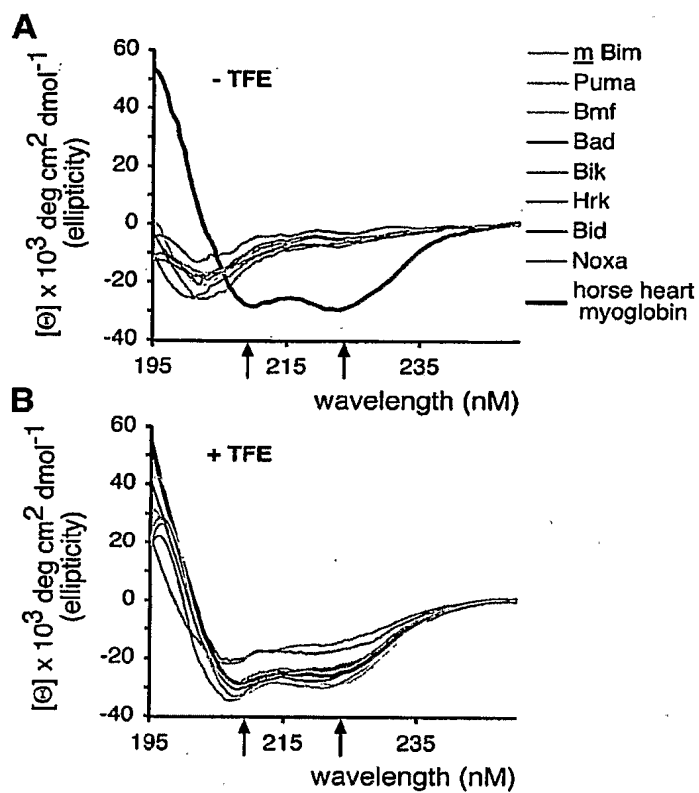 A
60
40
20
0
-20
-40
[Θ] x 10³ deg cm² dmol⁻¹
(ellipticity)
- TFE
195
215
235
wavelength (nM)
m Bim
Puma
Bmf
Bad
Bik
Hrk
Bid
Noxa
horse heart
myoglobin
B
60
40
20
0
-20
-40
[Θ] x 10³ deg cm² dmol⁻¹
(ellipticity)
+ TFE
195
215
235
wavelength (nM)